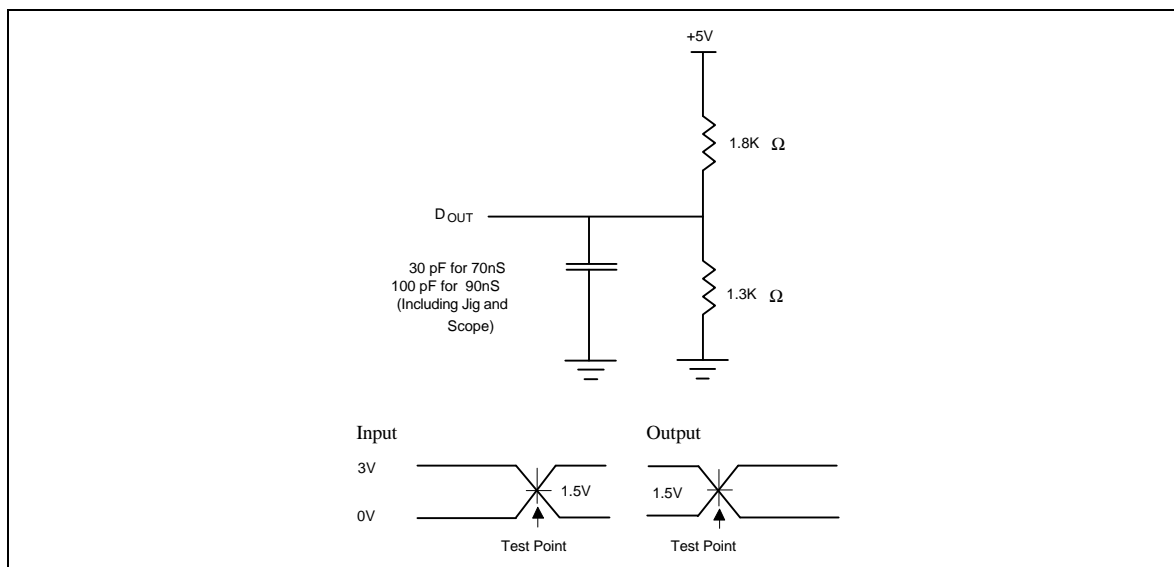 +5V
1.8K Ω
D OUT
30 pF for 70nS
100 pF for 90nS
(Including Jig and
Scope)
1.3K Ω
Input
Output
3V
1.5V
1.5V
0V
Test Point
Test Point